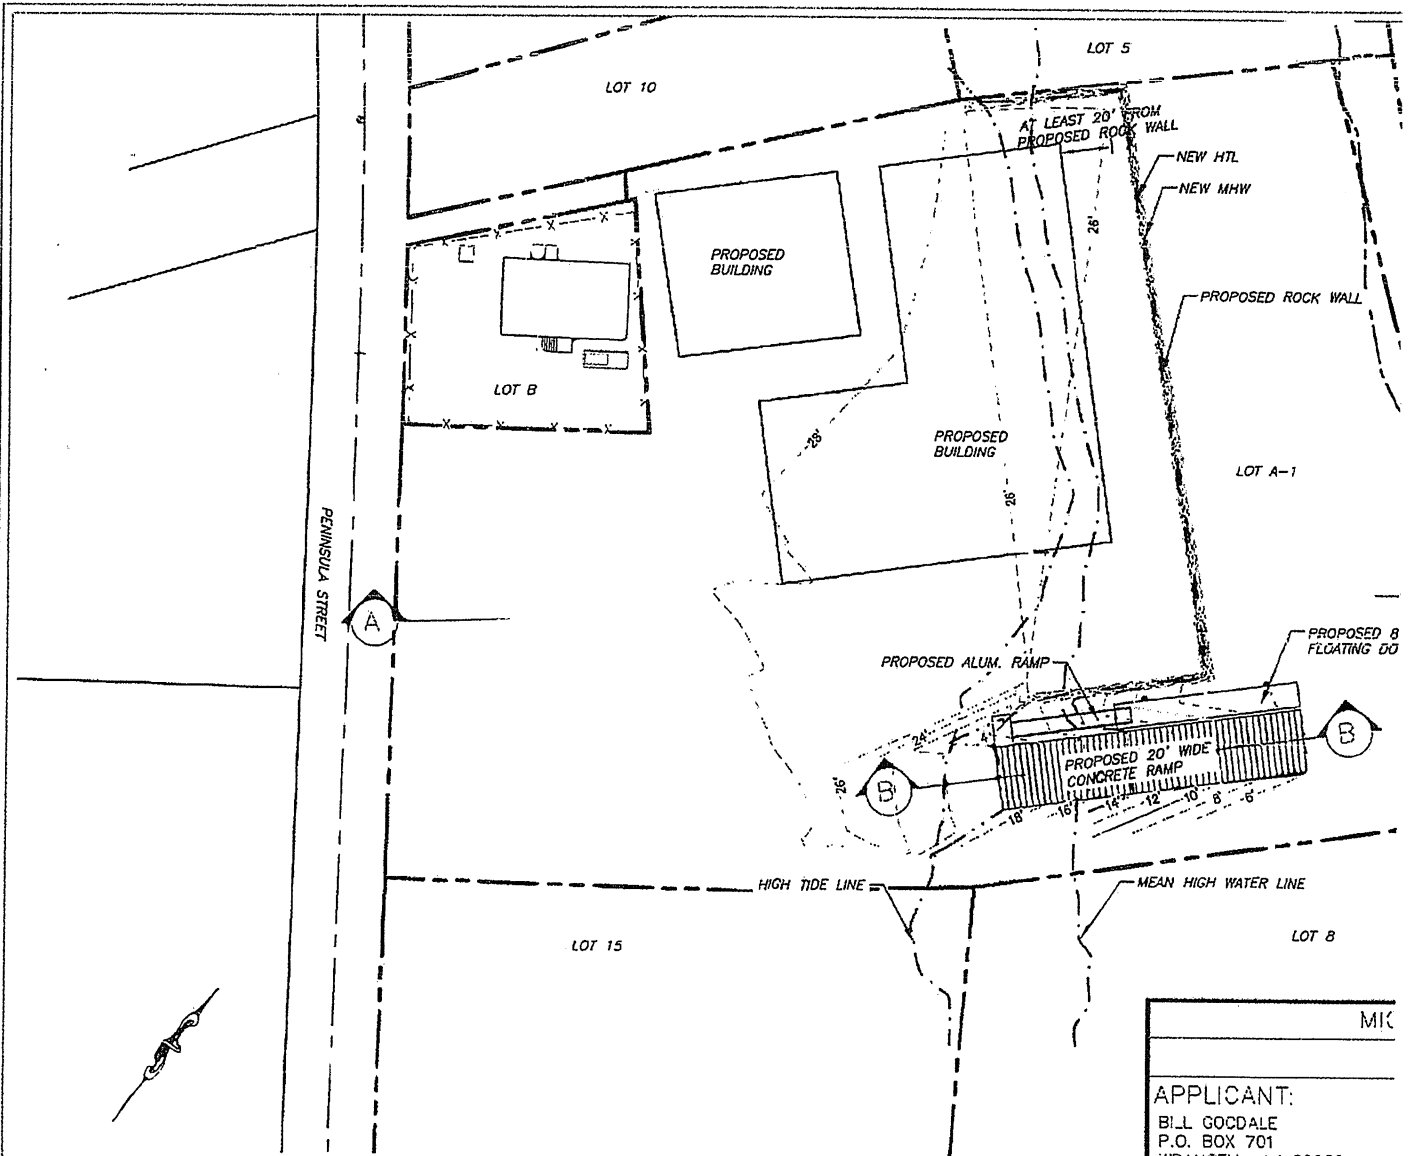 LOT 5
LOT 10
AT LEAST 20' FROM
PROPOSED ROCK WALL
NEW HTL
NEW MHW
26'
PROPOSED
BUILDING
PROPOSED ROCK WALL
LOT B
28'
PROPOSED
BUILDING
LOT A-1
26'
PENINSULA STREET
A
PROPOSED ALUM. RAMP
PROPOSED 8
FLOATING DO
24'
4'
B
PROPOSED 20' WIDE
CONCRETE RAMP
26'
B
18'
16'
14'
12'
10'
8'
6'
HIGH TIDE LINE
MEAN HIGH WATER LINE
LOT 15
LOT 8
APPLICANT:
BILL GOODALE
P.O. BOX 701